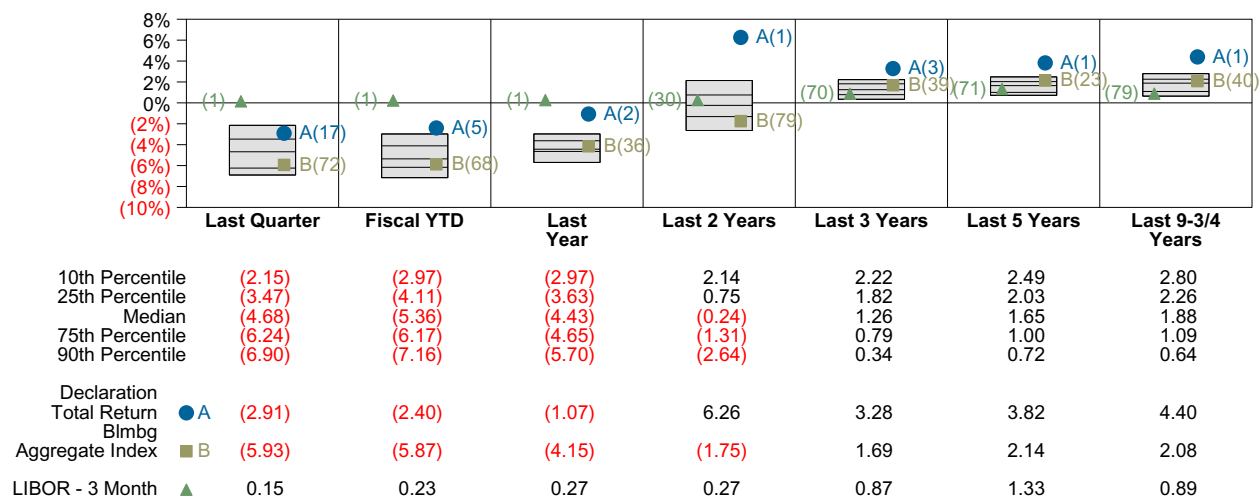 8%
6%
4%
2%
0%
(2%)
(4%)
(6%)
(8%)
(10%)
(1) A(17) B(72)
(1) A(5) B(68)
(1) A(2) B(36)
(30) A(1) B(79)
(70) A(3) B(39)
(71) A(1) B(23)
(79) A(1) B(40)
Last Quarter Fiscal YTD Last Year Last 2 Years Last 3 Years Last 5 Years Last 9-3/4 Years
10th Percentile (2.15) (2.97) (2.97) 2.14 2.22 2.49 2.80
25th Percentile (3.47) (4.11) (3.63) 0.75 1.82 2.03 2.26
Median (4.68) (5.36) (4.43) (0.24) 1.26 1.65 1.88
75th Percentile (6.24) (6.17) (4.65) (1.31) 0.79 1.00 1.09
90th Percentile (6.90) (7.16) (5.70) (2.64) 0.34 0.72 0.64
Declaration
Total Return A (2.91) (2.40) (1.07) 6.26 3.28 3.82 4.40
Blmbg
Aggregate Index B (5.93) (5.87) (4.15) (1.75) 1.69 2.14 2.08
LIBOR - 3 Month 0.15 0.23 0.27 0.27 0.87 1.33 0.89